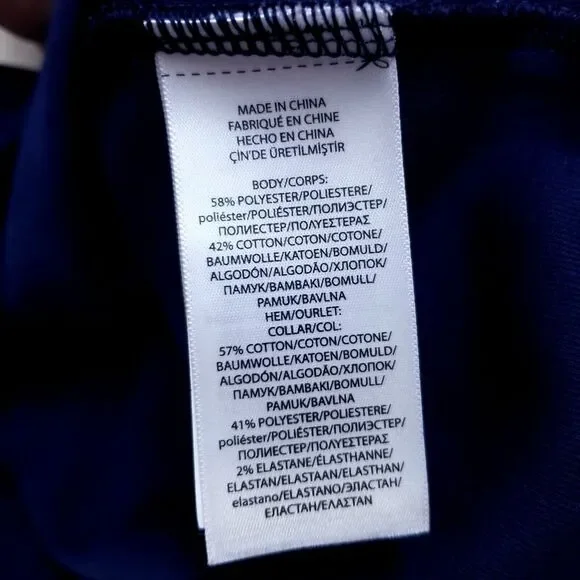 MADE IN CHINA
FABRIQUÉ EN CHINE
HECHO EN CHINA
ÇİN'DE ÜRETİLMİŞTİR
BODY/CORPS:
58% POLYESTER/POLIESTERE/
poliéster/POLIÉSTER/ПОЛИЭСТЕР/
ПОЛИЕСТЕР/ΠΟΛΥΕΣΤΕΡΑΣ
42% COTTON/COTON/COTONE/
BAUMWOLLE/KATOEN/BOMULD/
ALGODÓN/ALGODÃO/ХЛОПОК/
ПАМУК/BAMBAKI/BOMULL/
PAMUK/BAVLNA
HEM/OURLET:
COLLAR/COL:
57% COTTON/COTON/COTONE/
BAUMWOLLE/KATOEN/BOMULD/
ALGODÓN/ALGODÃO/ХЛОПОК/
ПАМУК/BAMBAKI/BOMULL/
PAMUK/BAVLNA
41% POLYESTER/POLIESTERE/
poliéster/POLIÉSTER/ПОЛИЭСТЕР/
ПОЛИЕСТЕР/ΠΟΛΥΕΣΤΕΡΑΣ
2% ELASTANE/ÉLASTHANNE/
ELASTAN/ELASTAAN/ELASTHAN/
elastano/ELASTANO/ЭЛАСТАН/
ЕЛАСТАН/ΕΛΑΣΤΑΝ